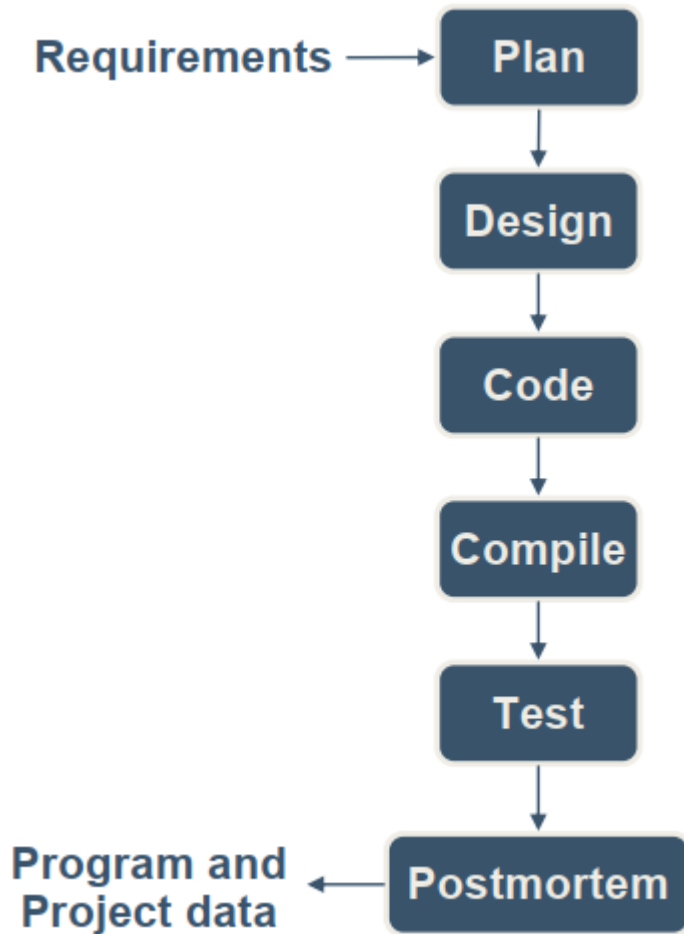 Requirements
Plan
Design
Code
Compile
Test
Postmortem
Program and
Project data